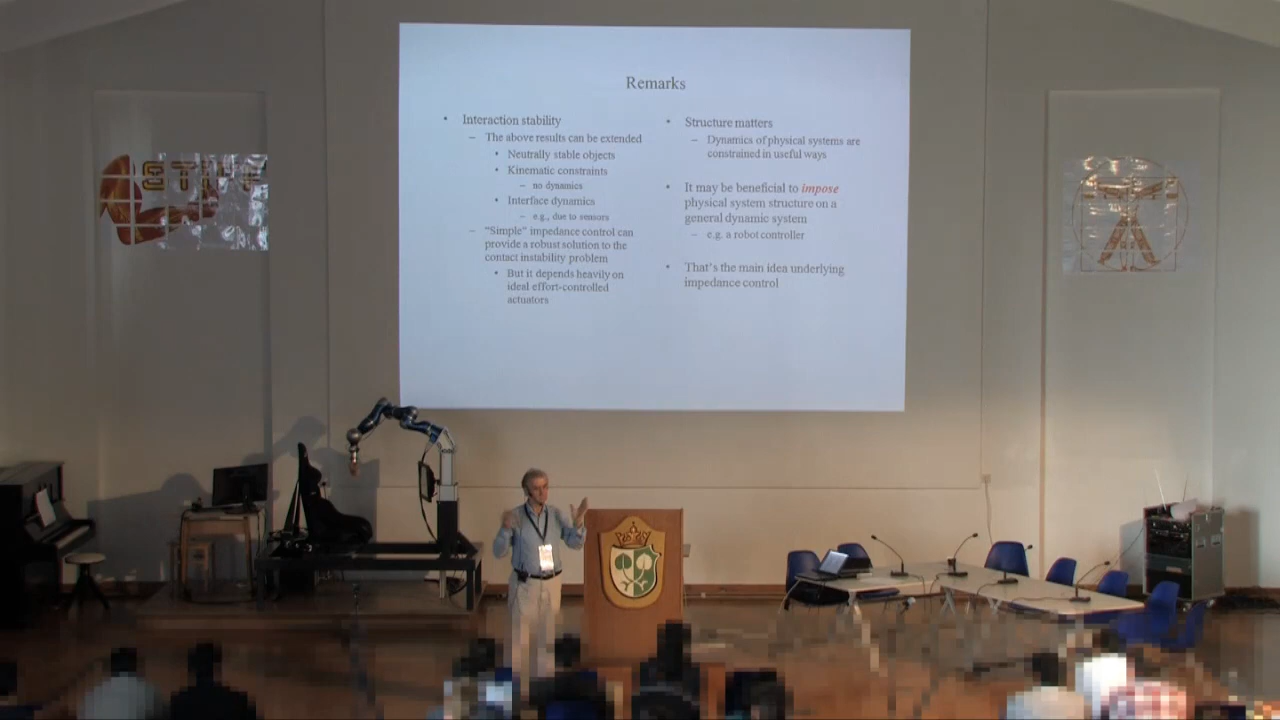 Remarks
• Interaction stability
– The above results can be extended
• Neutrally stable objects
• Kinematic constraints
– no dynamics
• Interface dynamics
– e.g., due to sensors
– "Simple" impedance control can
provide a robust solution to the
contact instability problem
• But it depends heavily on
ideal effort-controlled
actuators
• Structure matters
– Dynamics of physical systems are
constrained in useful ways
• It may be beneficial to impose
physical system structure on a
general dynamic system
– e.g. a robot controller
• That's the main idea underlying
impedance control
STIFF